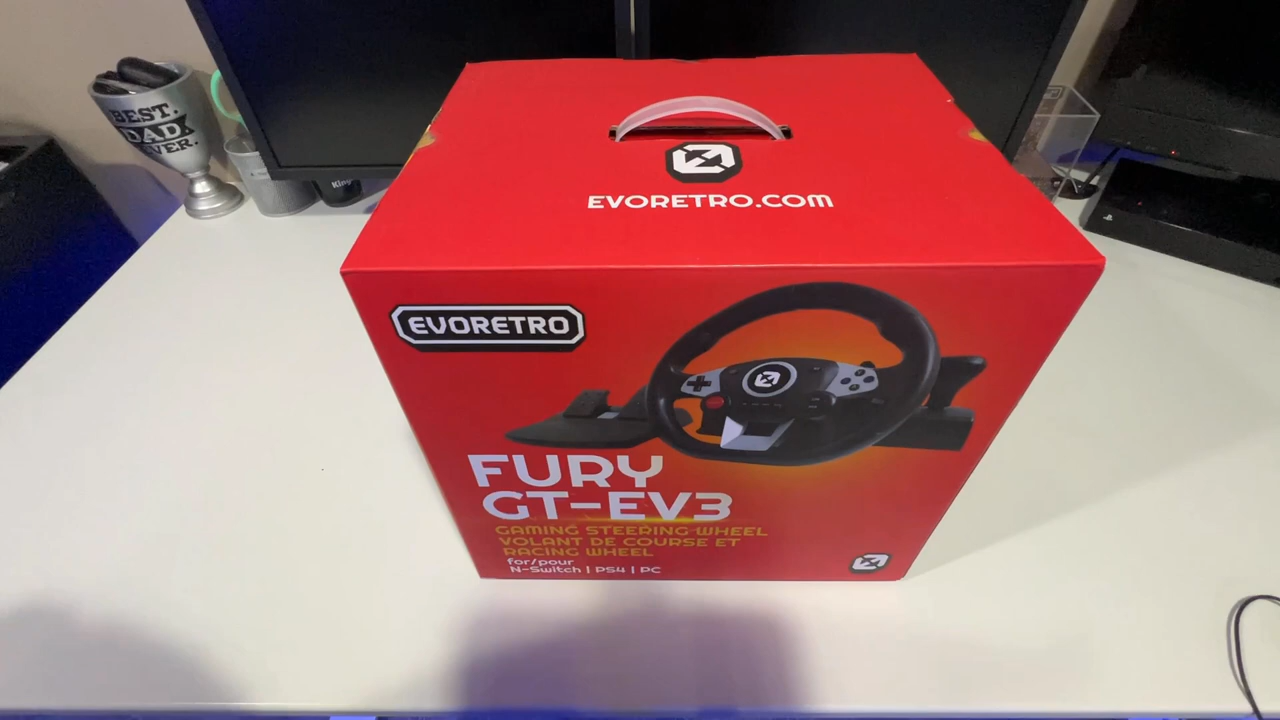 BEST.
DAD
EVER.
King
EVORETRO.COM
EVORETRO
FURY
GT-EV3
GAMING STEERING WHEEL
VOLANT DE COURSE ET
RACING WHEEL
for/pour
N-Switch | PS4 | PC